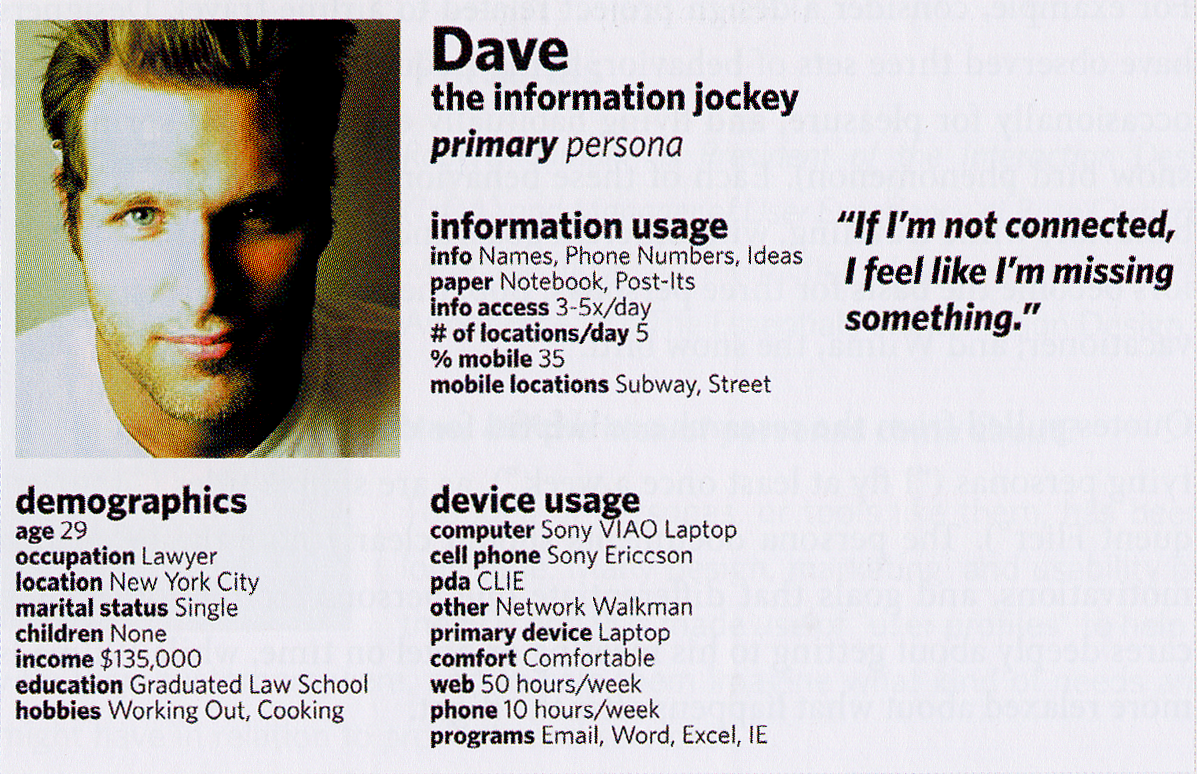 Dave
the information jockey
primary persona
information usage
info Names, Phone Numbers, Ideas
paper Notebook, Post-Its
info access 3-5x/day
# of locations/day 5
% mobile 35
mobile locations Subway, Street
“If I’m not connected,
I feel like I’m missing
something.”
demographics
age 29
occupation Lawyer
location New York City
marital status Single
children None
income $135,000
education Graduated Law School
hobbies Working Out, Cooking
device usage
computer Sony VIAO Laptop
cell phone Sony Ericcson
pda CLIE
other Network Walkman
primary device Laptop
comfort Comfortable
web 50 hours/week
phone 10 hours/week
programs Email, Word, Excel, IE